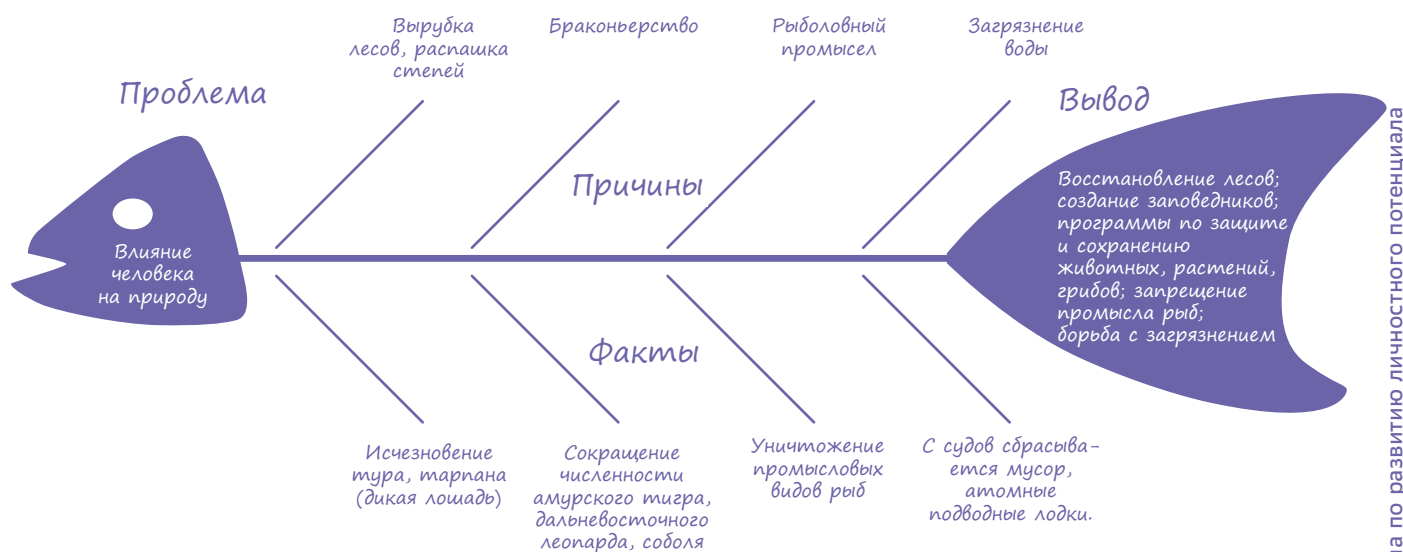 Вырубка
лесов, распашка
степей
Браконьерство
Рыболовный
промысел
Загрязнение
воды
Проблема
Вывод
Причины
Влияние
человека
на природу
Восстановление лесов;
создание заповедников;
программы по защите
и сохранению
животных, растений,
грибов; запрещение
промысла рыб;
борьба с загрязнением
Факты
Исчезновение
тура, тарпана
(дикая лошадь)
Сокращение
численности
амурского тигра,
дальневосточного
леопарда, соболя
Уничтожение
промысловых
видов рыб
С судов сбрасыва-
ется мусор,
атомные
подводные лодки.
по развитию личностного потенциала